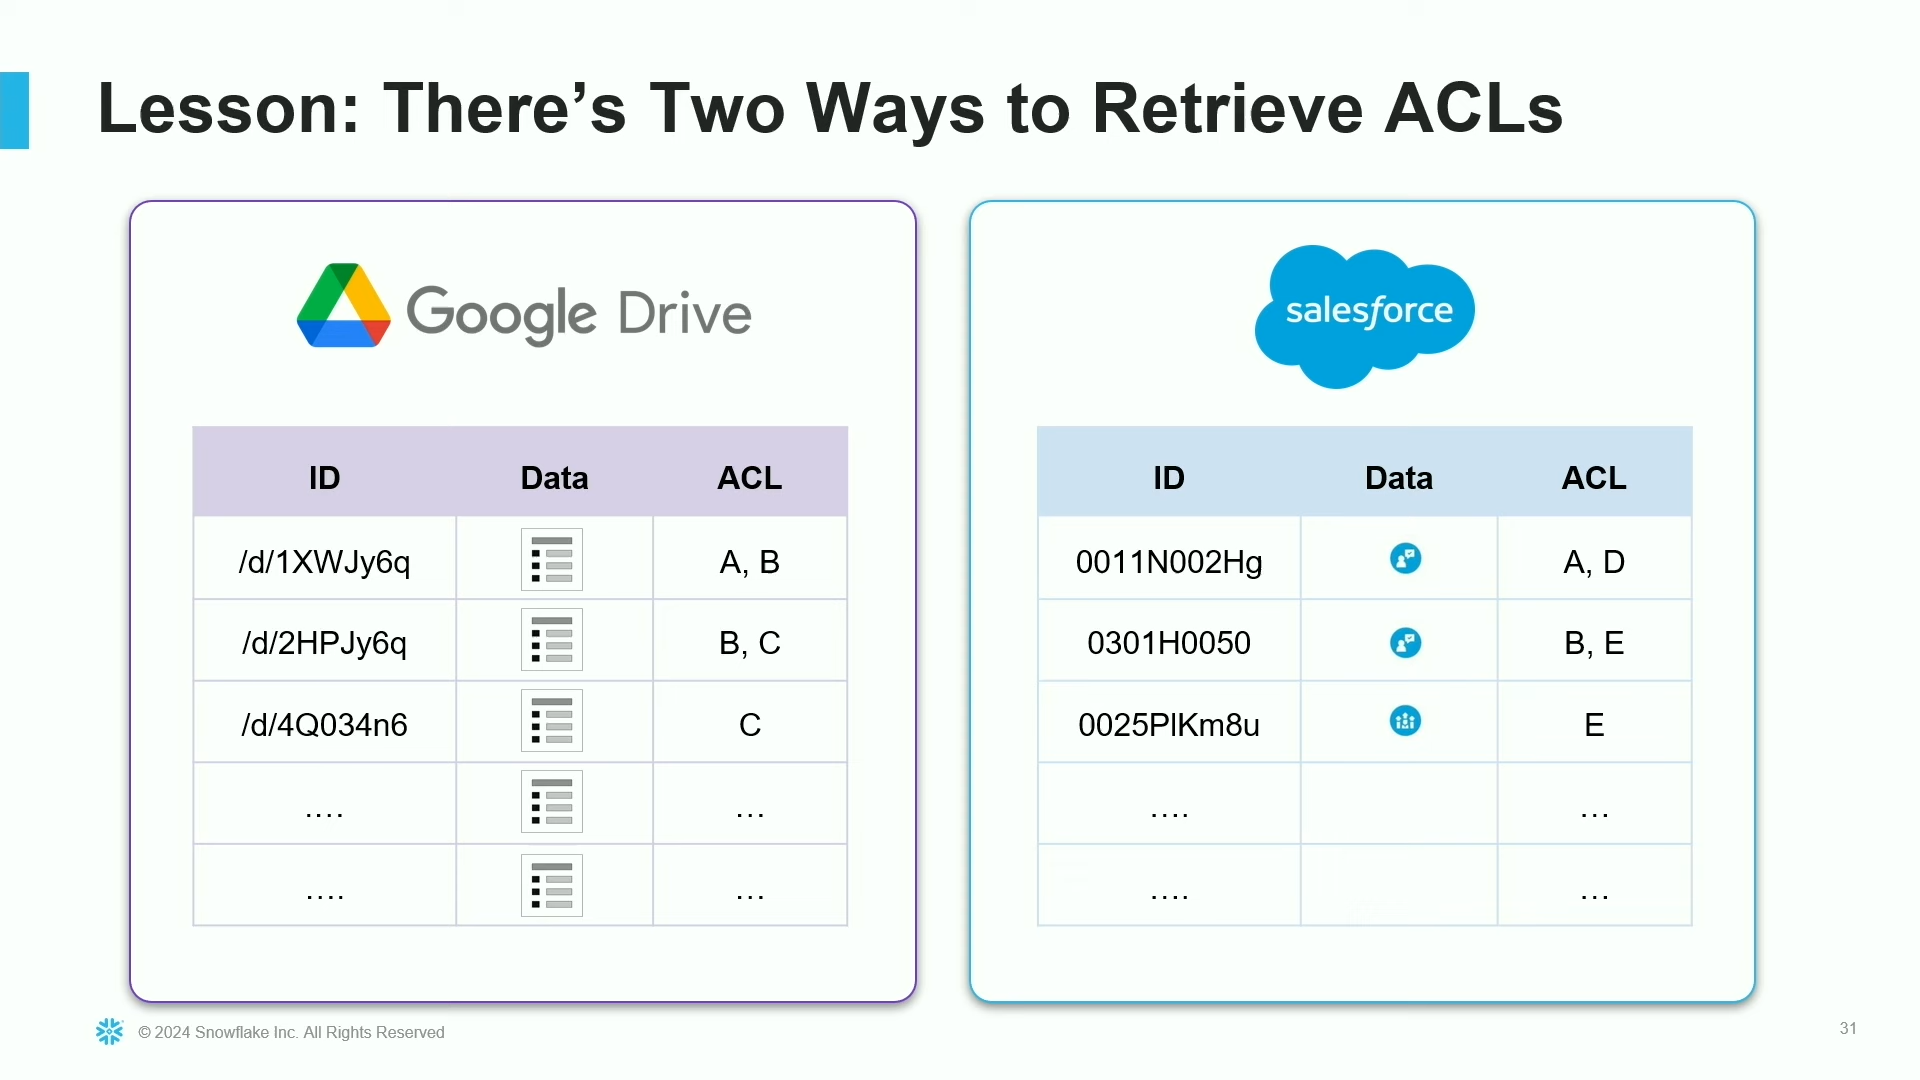 Lesson: There’s Two Ways to Retrieve ACLs
Google Drive
ID Data ACL
/d/1XWJy6q A, B
/d/2HPJy6q B, C
/d/4Q034n6 C
.... ...
.... ...
salesforce
ID Data ACL
0011N002Hg A, D
0301H0050 B, E
0025PlKm8u E
.... ...
.... ...
© 2024 Snowflake Inc. All Rights Reserved
31